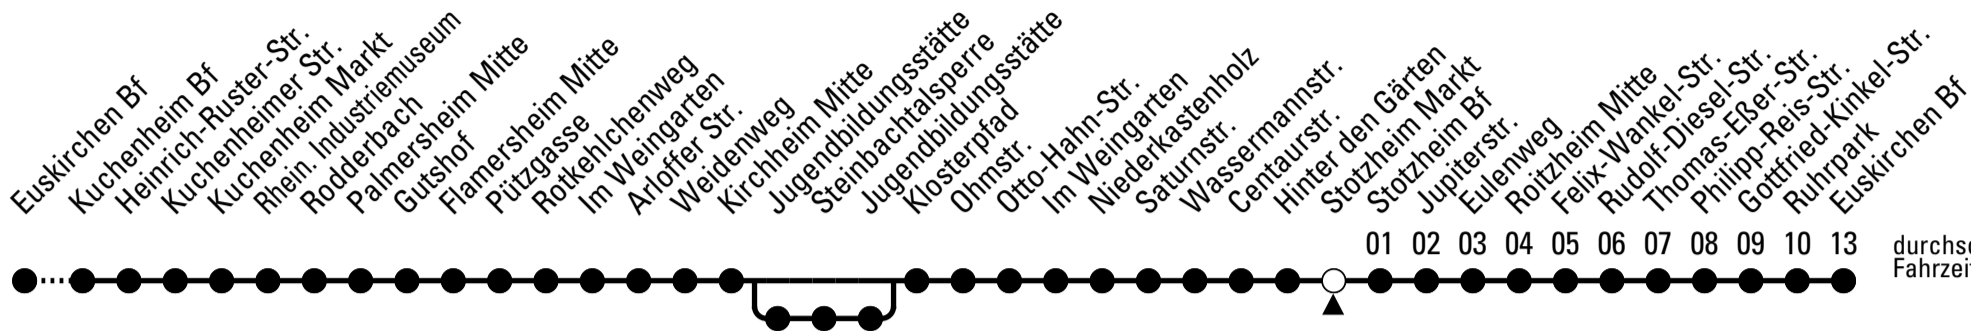 Euskirchen Bf
Kuchenheim Bf
Heinrich-Ruster-Str.
Kuchenheimer Str.
Kuchenheim Markt
Rhein. Industriemuseum
Rodderbach
Palmersheim Mitte
Gutshof
Flamersheim Mitte
Pützgasse
Rotkehlchenweg
Im Weingarten
Arloffer Str.
Weidenweg
Kirchheim Mitte
Jugendbildungsstätte
Steinbachtalsperre
Jugendbildungsstätte
Klosterpfad
Ohmstr.
Otto-Hahn-Str.
Im Weingarten
Niederkastenholz
Saturnstr.
Wassermannstr.
Centaurstr.
Hinter den Gärten
Stotzheim Markt
Stotzheim Bf
Jupiterstr.
Eulenweg
Roitzheim Mitte
Felix-Wankel-Str.
Rudolf-Diesel-Str.
Thomas-Eßer-Str.
Philipp-Reis-Str.
Gottfried-Kinkel-Str.
Ruhrpark
Euskirchen Bf
01 02 03 04 05 06 07 08 09 10 13